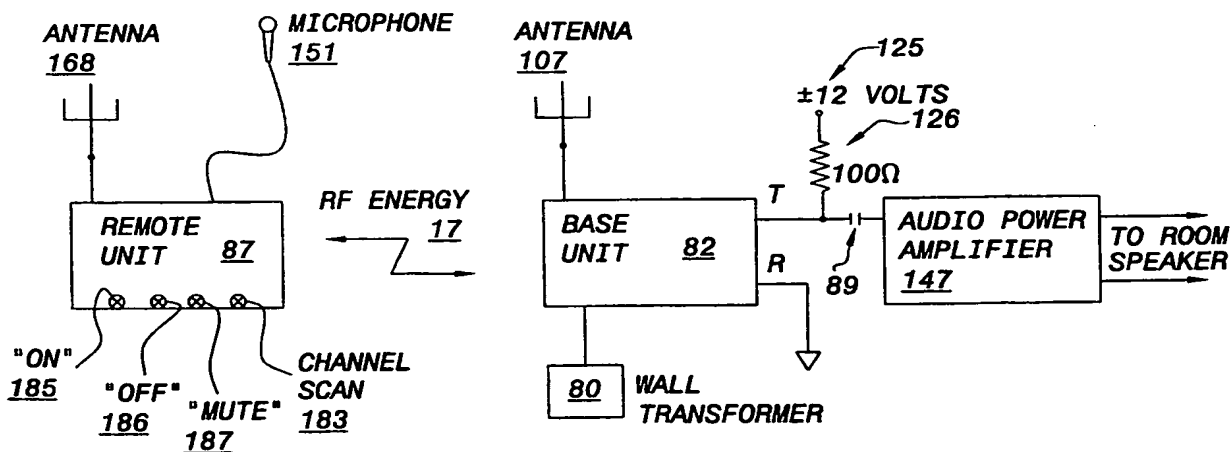 ANTENNA
168
MICROPHONE
151
REMOTE
UNIT 87
"ON"
185
"OFF"
186
"MUTE"
187
CHANNEL
SCAN
183
RF ENERGY
17
ANTENNA
107
BASE
UNIT 82
T
R
80
WALL
TRANSFORMER
125
±12 VOLTS
126
100Ω
89
AUDIO POWER
AMPLIFIER
147
TO ROOM
SPEAKER